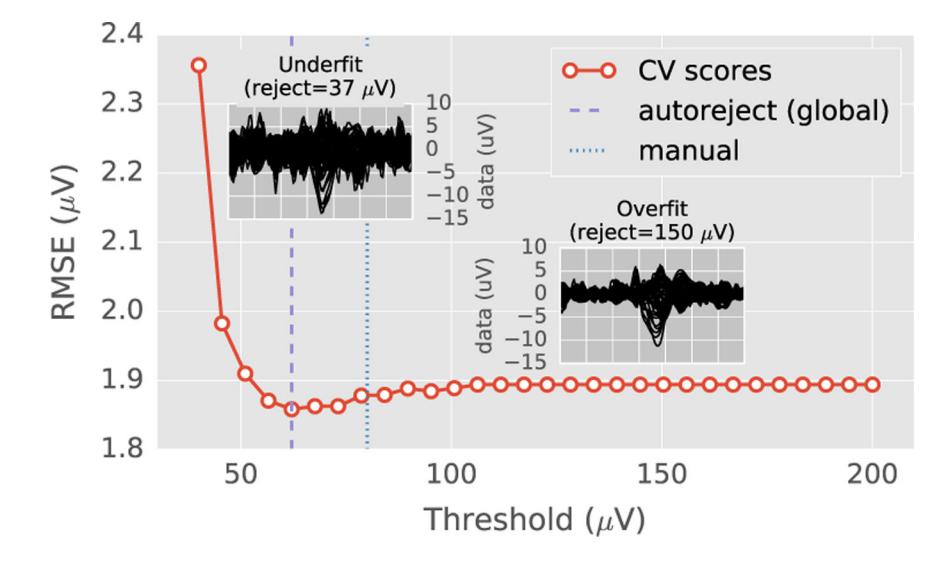 2.4
2.3
2.2
2.1
2.0
1.9
1.8
RMSE (μV)
50
100
150
200
Threshold (μV)
Underfit
(reject=37 μV)
10
5
0
−5
−10
−15
data (uV)
CV scores
autoreject (global)
manual
Overfit
(reject=150 μV)
10
5
0
−5
−10
−15
data (uV)